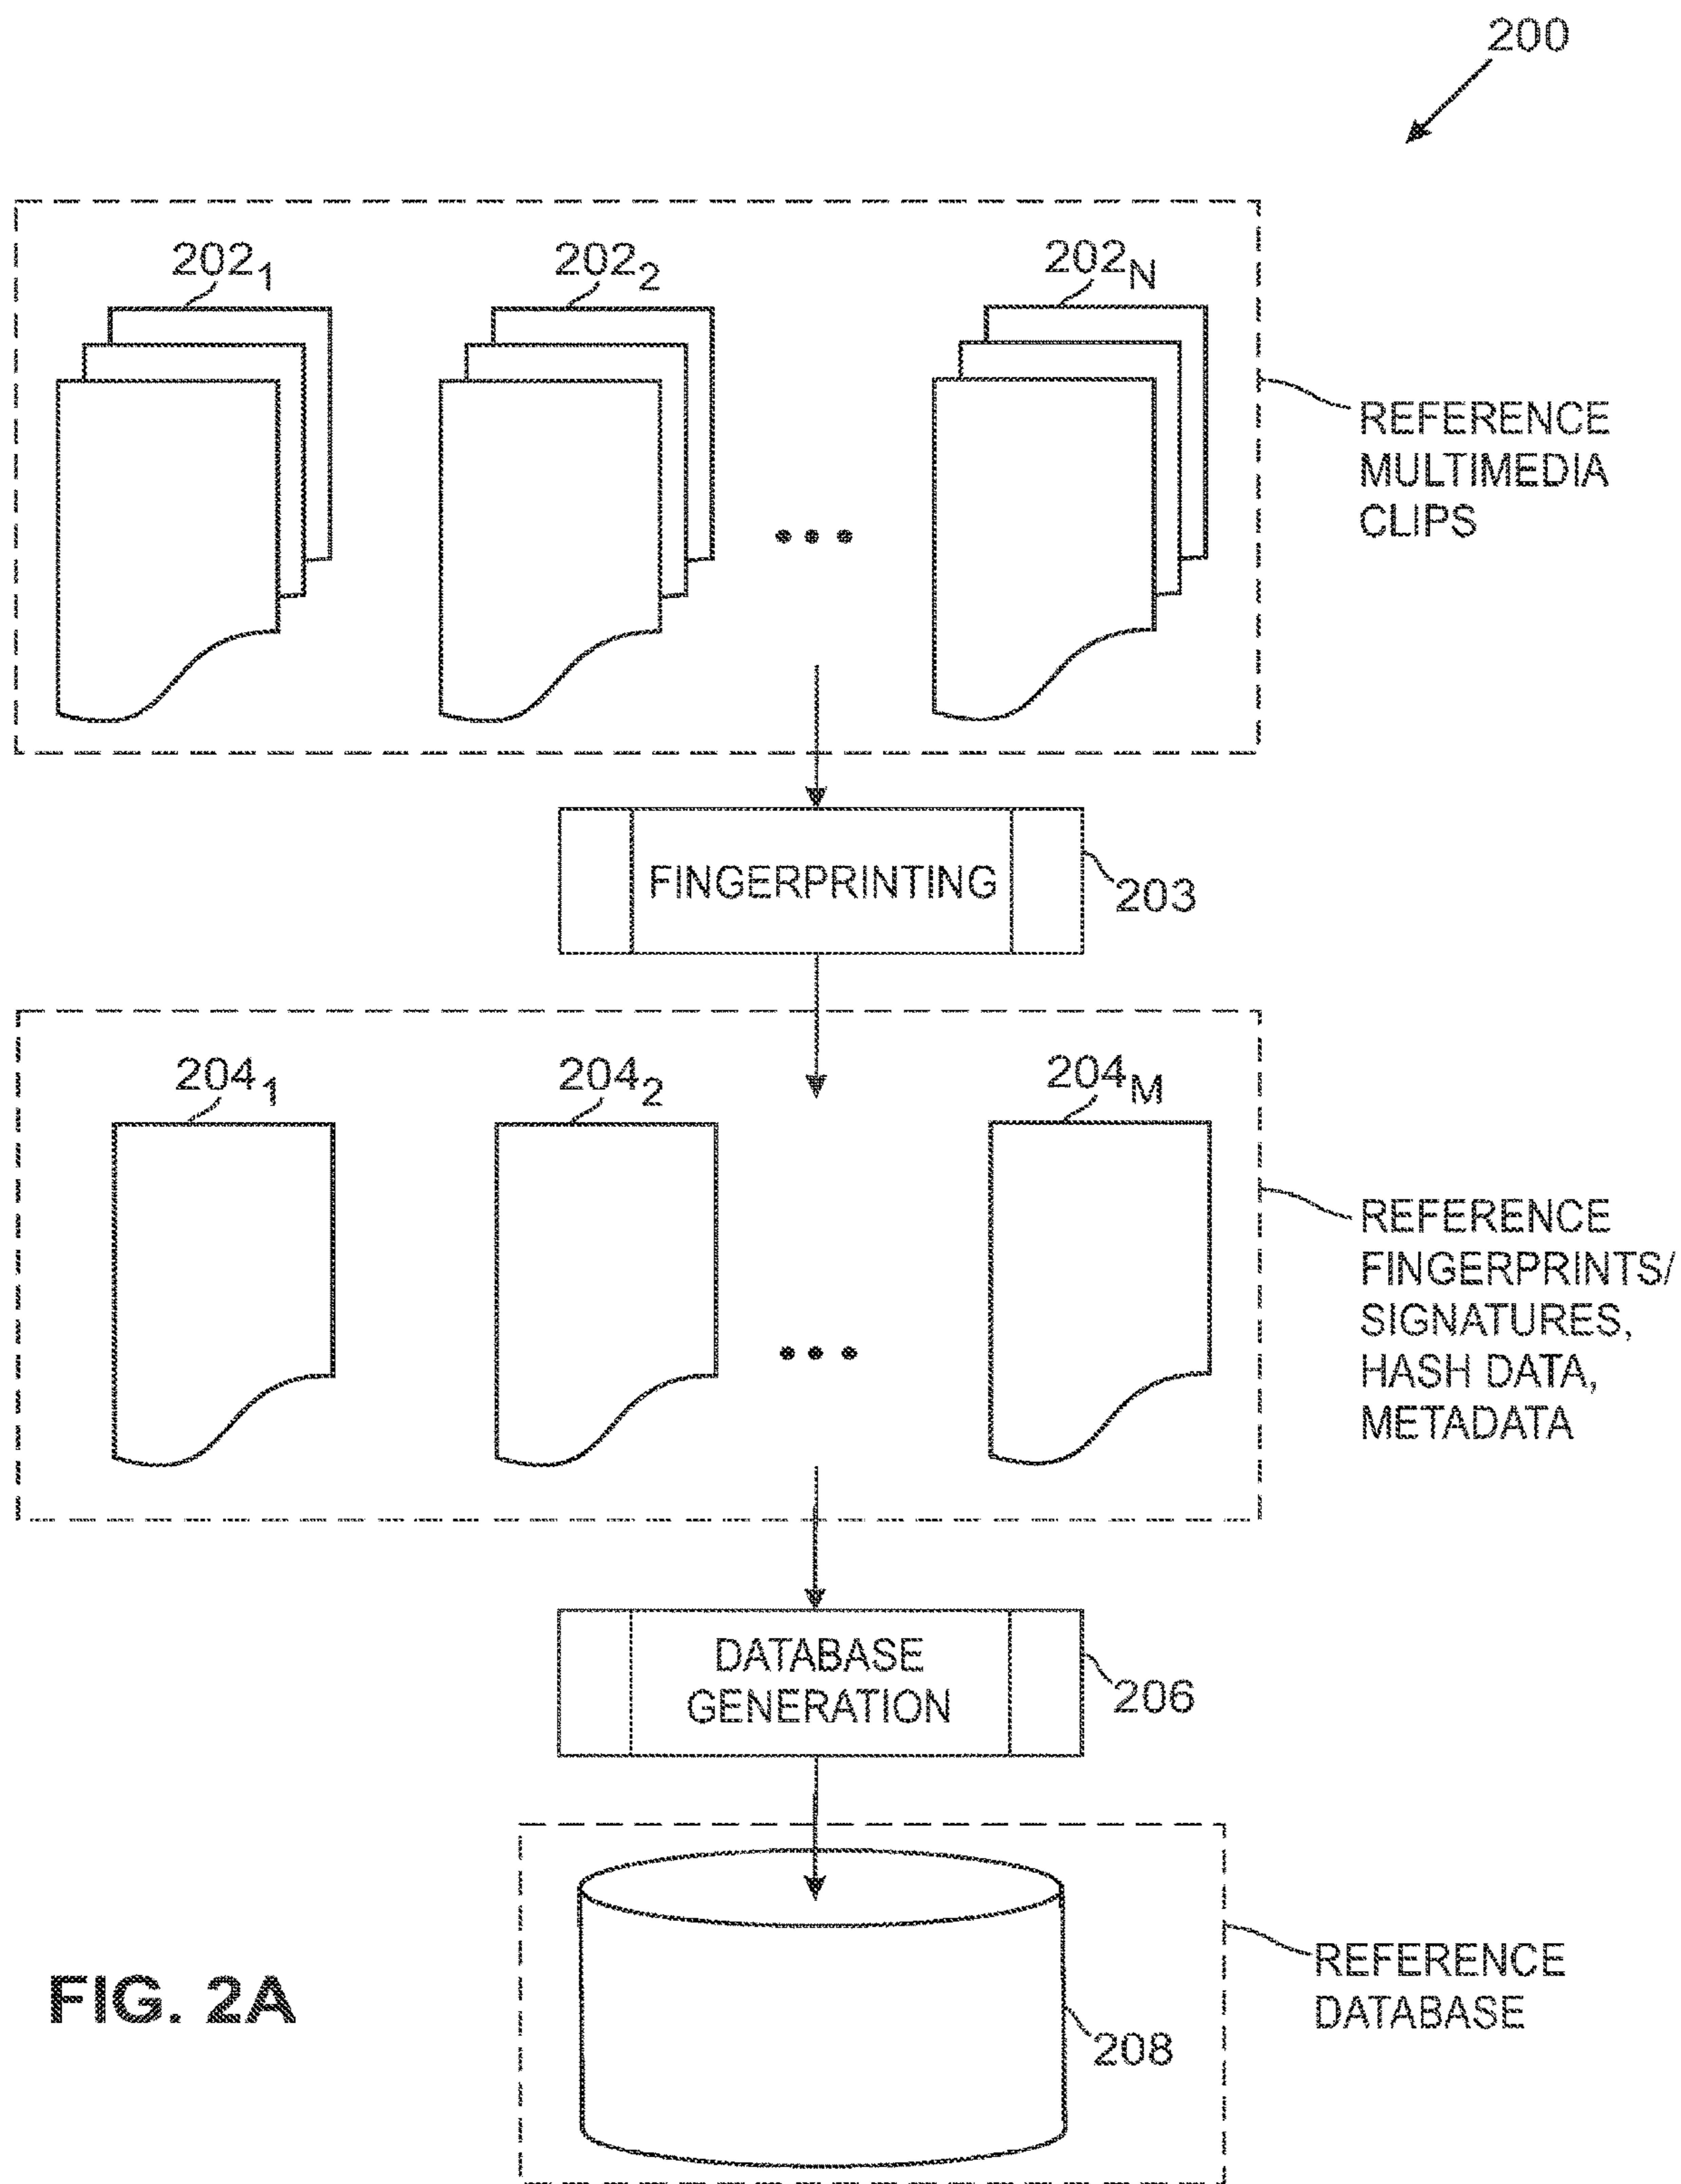 200
202₁
202₂
202N
REFERENCE
MULTIMEDIA
CLIPS
FINGERPRINTING
203
204₁
204₂
204M
REFERENCE
FINGERPRINTS/
SIGNATURES,
HASH DATA,
METADATA
DATABASE
GENERATION
206
REFERENCE
DATABASE
208
FIG. 2A